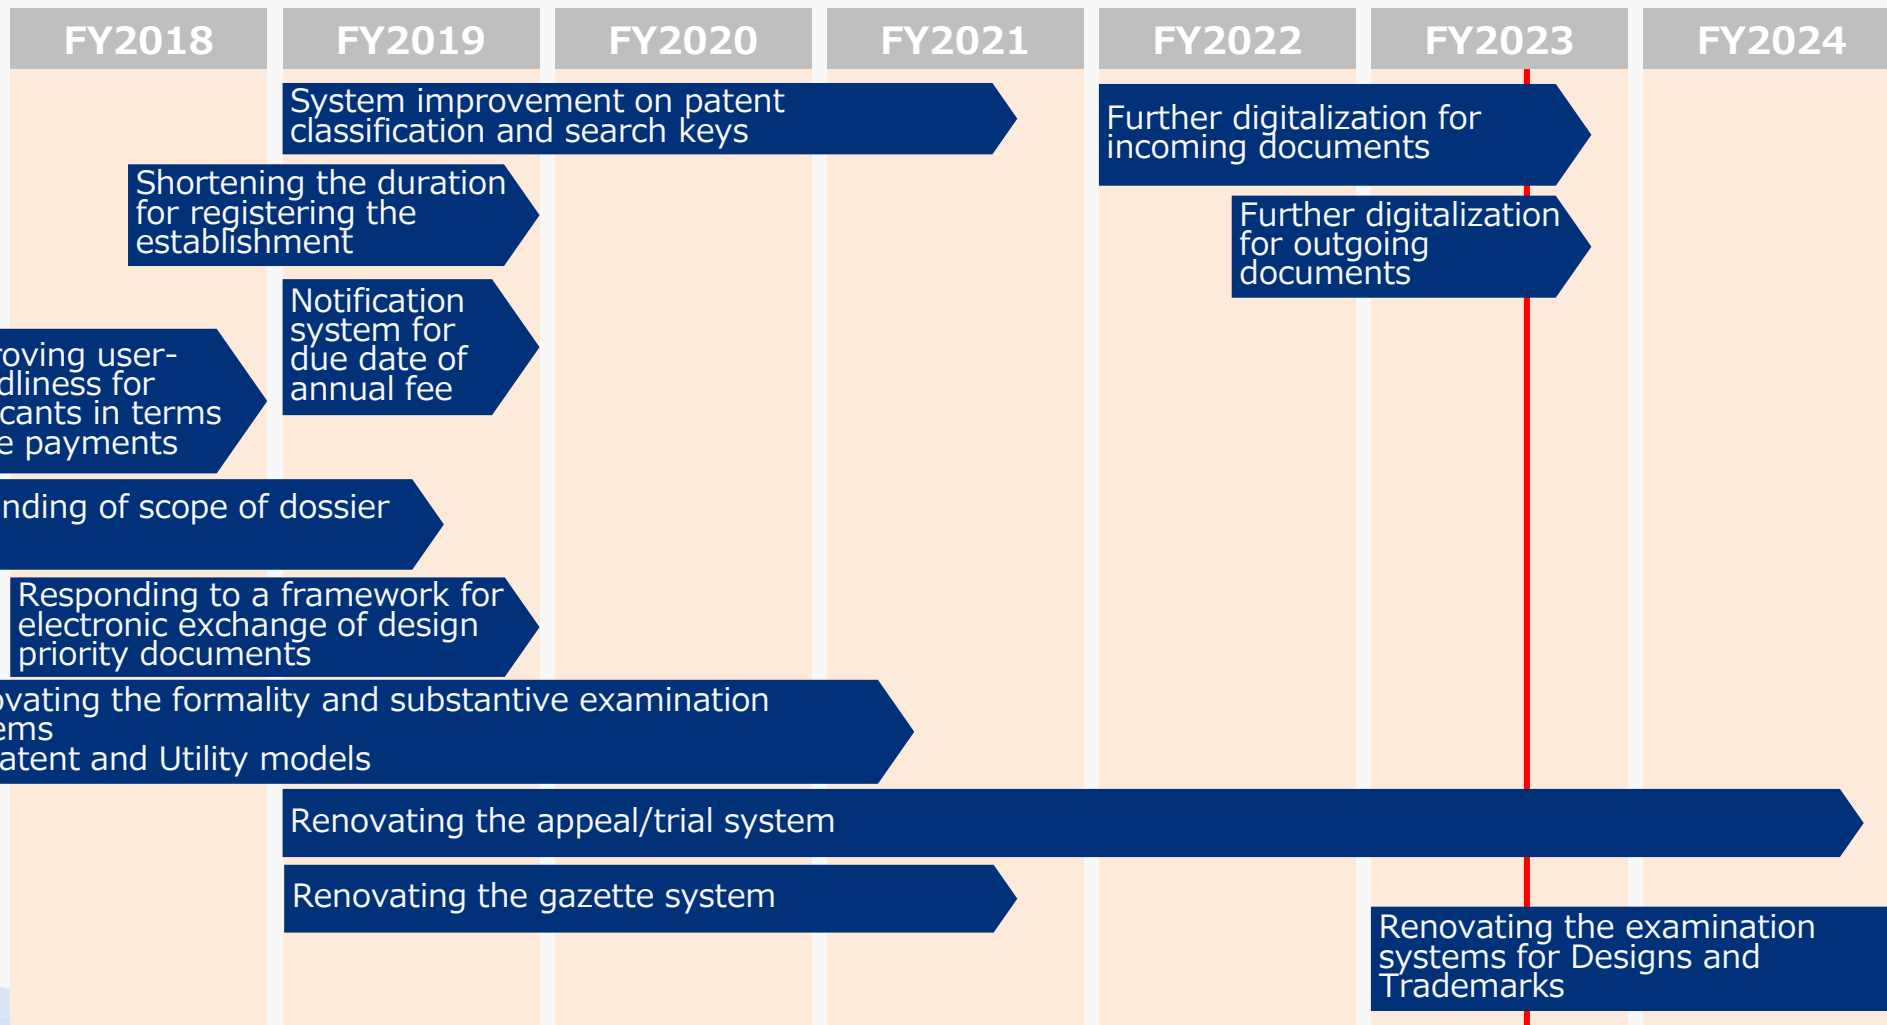 FY2018 FY2019 FY2020 FY2021 FY2022 FY2023 FY2024
System improvement on patent
classification and search keys
Further digitalization for
incoming documents
Shortening the duration
for registering the
establishment
Further digitalization
for outgoing
documents
Notification
system for
due date of
annual fee
roving user-
dliness for
cants in terms
e payments
nding of scope of dossier
Responding to a framework for
electronic exchange of design
priority documents
ovating the formality and substantive examination
ems
atent and Utility models
Renovating the appeal/trial system
Renovating the gazette system
Renovating the examination
systems for Designs and
Trademarks